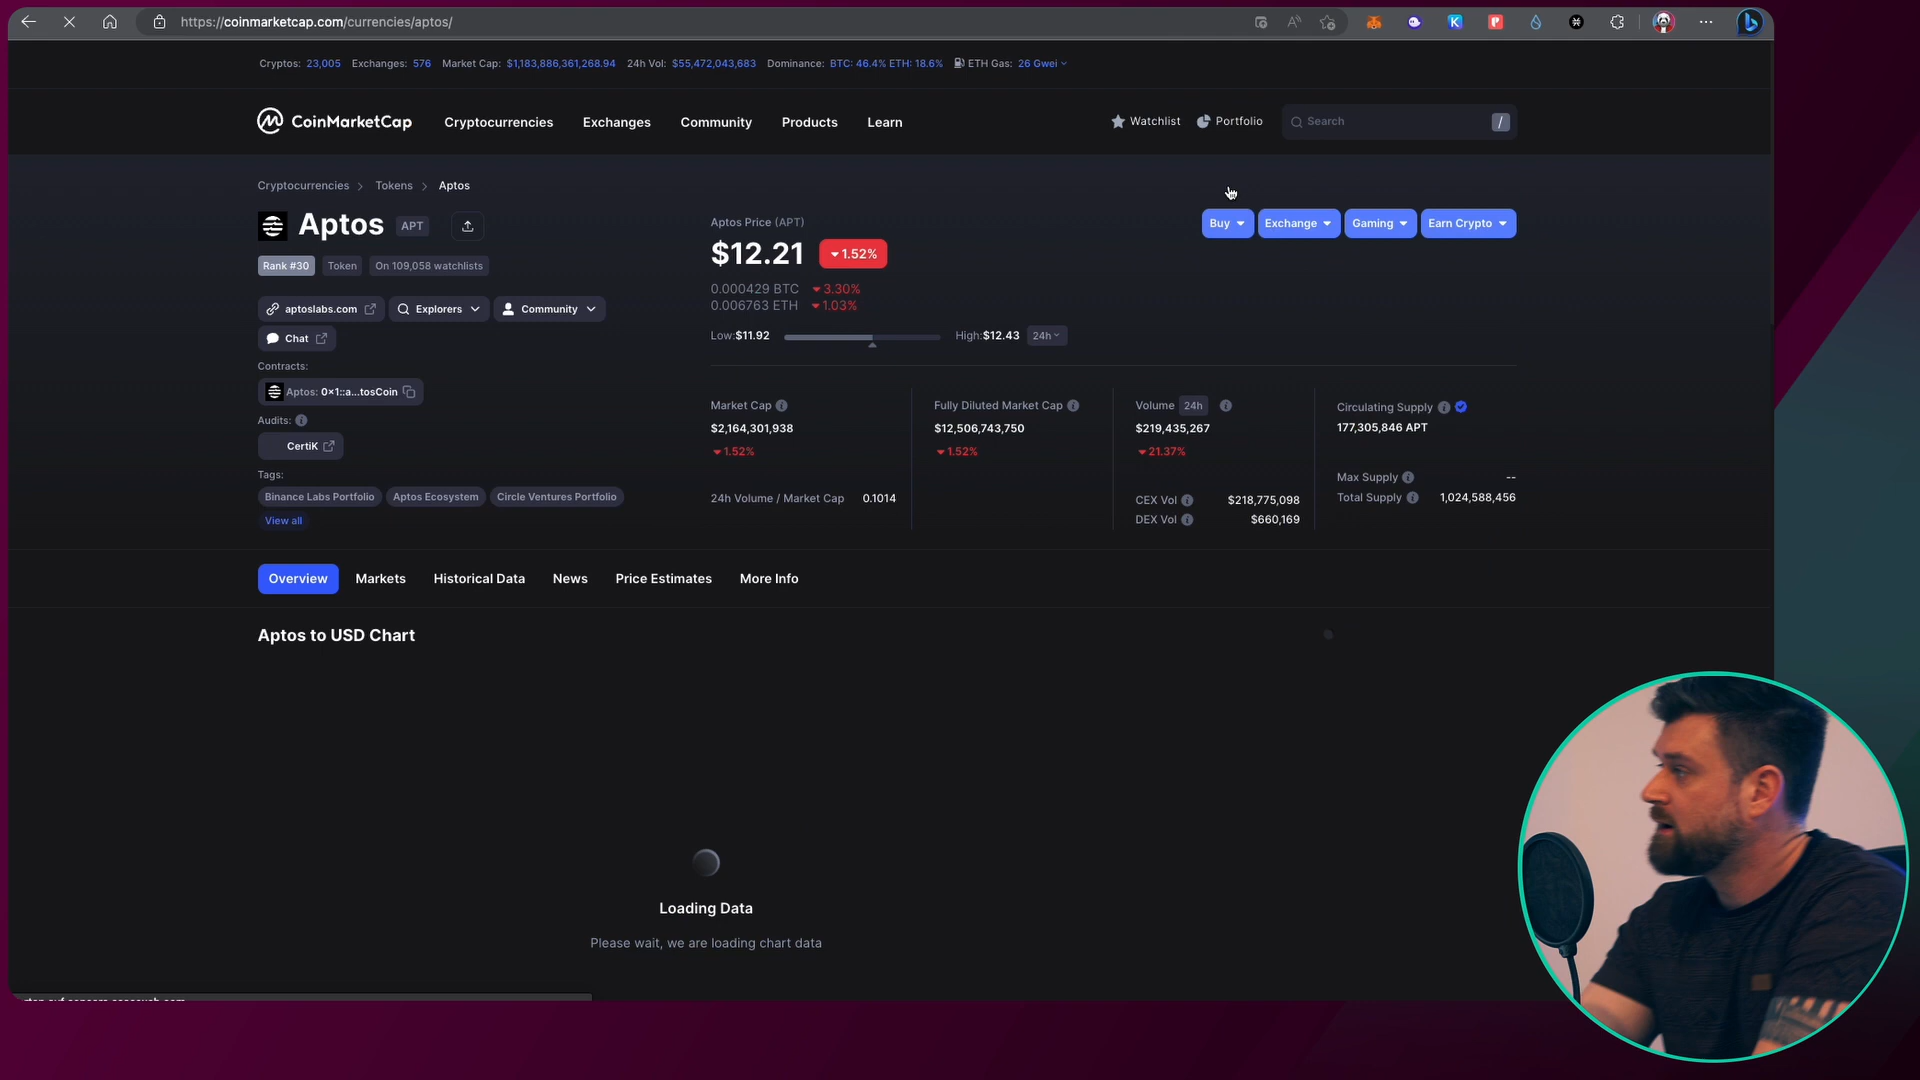 https://coinmarketcap.com/currencies/aptos/
Cryptos: 23,005 Exchanges: 576 Market Cap: $1,183,886,361,268.94 24h Vol: $55,472,043,683 Dominance: BTC: 46.4% ETH: 18.6% ETH Gas: 26 Gwei
CoinMarketCap Cryptocurrencies Exchanges Community Products Learn Watchlist Portfolio Search /
Cryptocurrencies > Tokens > Aptos
Aptos APT
Rank #30 Token On 109,058 watchlists
aptoslabs.com Explorers Community
Chat
Contracts:
Aptos: 0x1::a...tosCoin
Audits:
CertiK
Tags:
Binance Labs Portfolio Aptos Ecosystem Circle Ventures Portfolio
View all
Aptos Price (APT)
$12.21 1.52%
0.000429 BTC 3.30%
0.006763 ETH 1.03%
Low:$11.92 High:$12.43 24h
Buy Exchange Gaming Earn Crypto
Market Cap
$2,164,301,938
1.52%
24h Volume / Market Cap 0.1014
Fully Diluted Market Cap
$12,506,743,750
1.52%
Volume 24h
$219,435,267
21.37%
CEX Vol $218,775,098
DEX Vol $660,169
Circulating Supply
177,305,846 APT
Max Supply --
Total Supply 1,024,588,456
Overview Markets Historical Data News Price Estimates More Info
Aptos to USD Chart
Loading Data
Please wait, we are loading chart data